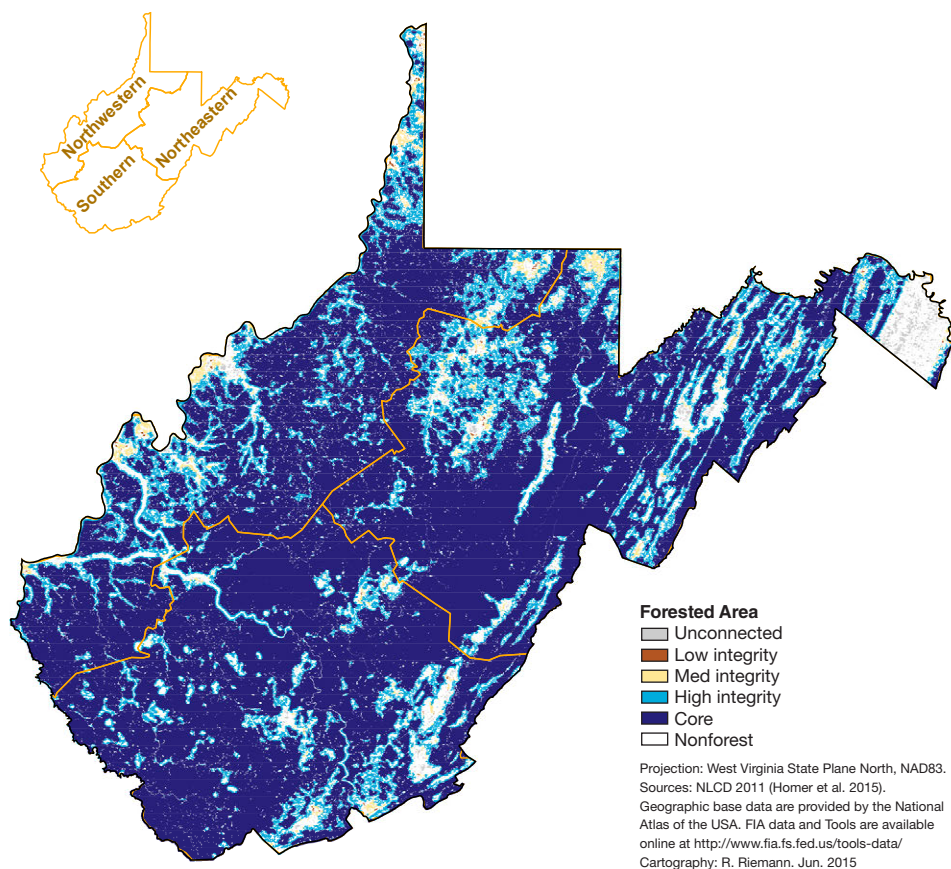 Northwestern
Northeastern
Southern
Forested Area
Unconnected
Low integrity
Med integrity
High integrity
Core
Nonforest
Projection: West Virginia State Plane North, NAD83.
Sources: NLCD 2011 (Homer et al. 2015).
Geographic base data are provided by the National
Atlas of the USA. FIA data and Tools are available
online at http://www.fia.fs.fed.us/tools-data/
Cartography: R. Riemann. Jun. 2015